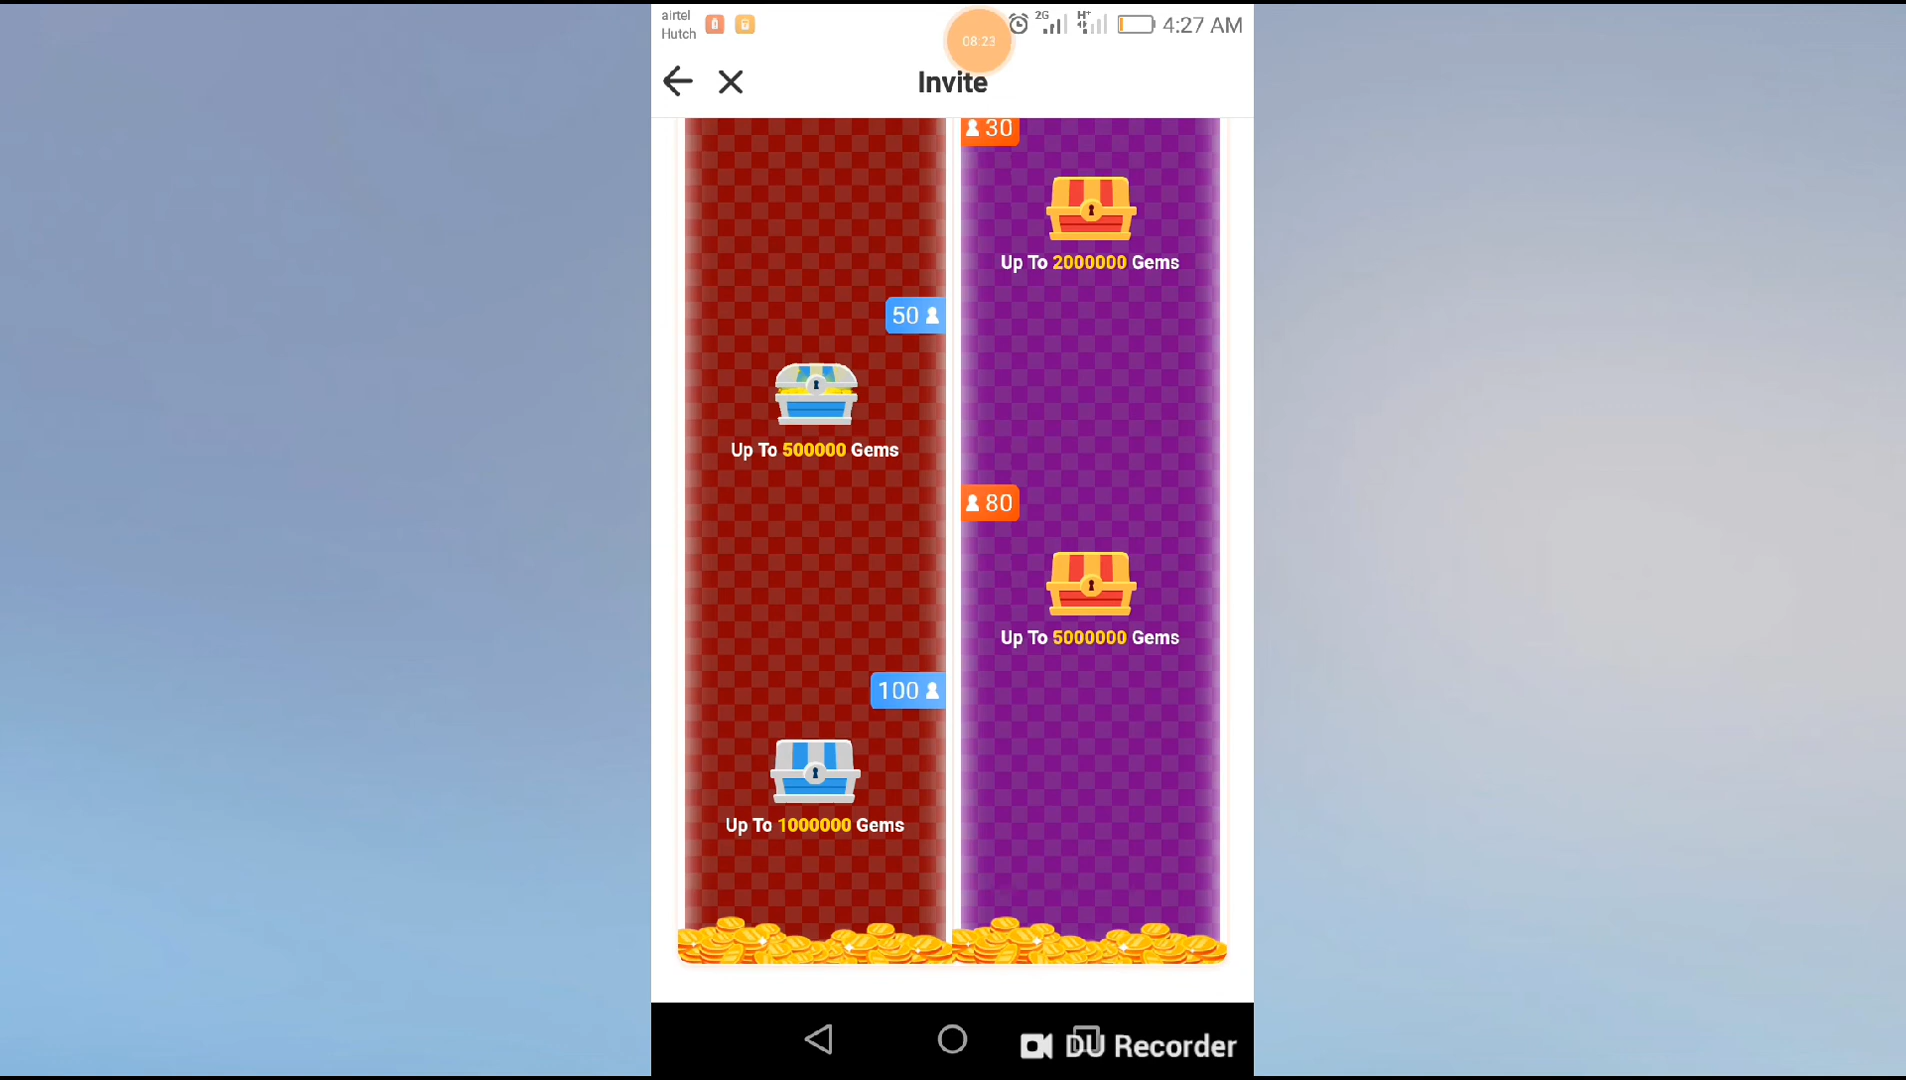 airtel
Hutch
08:23
2G
H+
4:27 AM
Invite
30
Up To 2000000 Gems
50
Up To 500000 Gems
80
Up To 5000000 Gems
100
Up To 1000000 Gems
DU Recorder